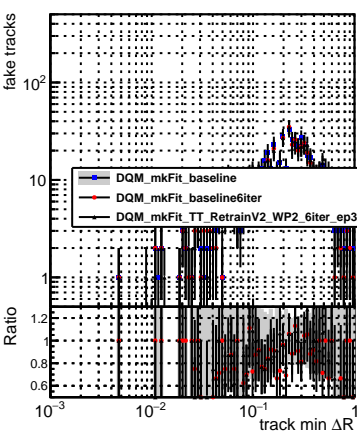 fake tracks
10²
10
1
DQM_mkFit_baseline
DQM_mkFit_baseline6iter
DQM_mkFit_TT_RetrainV2_WP2_6iter_ep3
Ratio
1.2
1
0.8
0.6
10⁻³ 10⁻² 10⁻¹ 1
track min ΔR